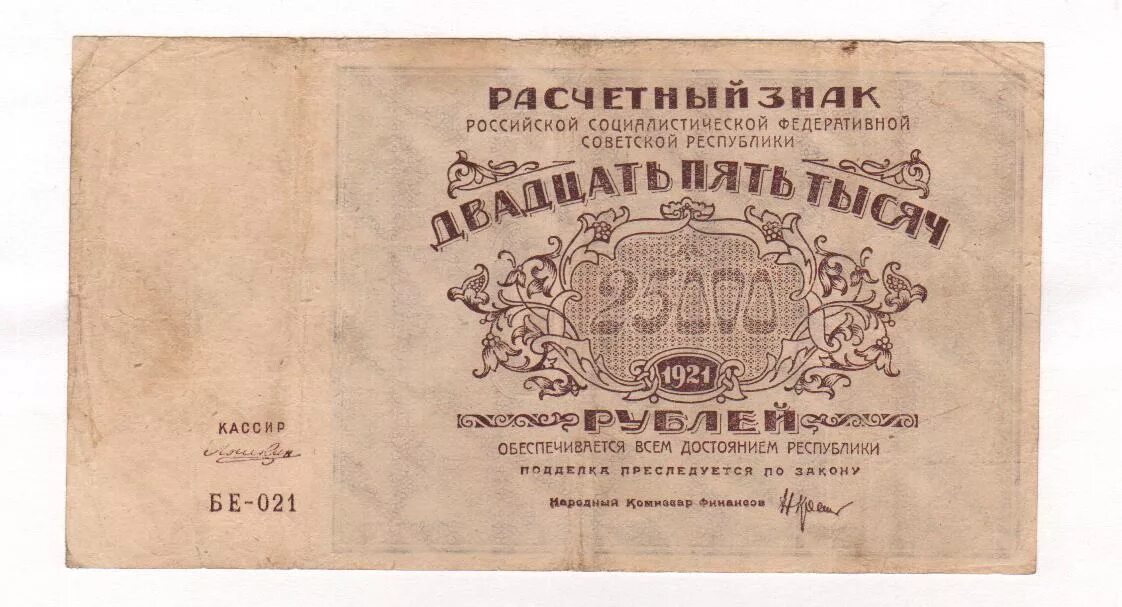 РАСЧЕТНЫЙ ЗНАК
РОССИЙСКОЙ СОЦИАЛИСТИЧЕСКОЙ ФЕДЕРАТИВНОЙ
СОВЕТСКОЙ РЕСПУБЛИКИ
ДВАДЦАТЬ ПЯТЬ ТЫСЯЧ
25000
1921
РУБЛЕЙ
ОБЕСПЕЧИВАЕТСЯ ВСЕМ ДОСТОЯНИЕМ РЕСПУБЛИКИ
ПОДДЕЛКА ПРЕСЛЕДУЕТСЯ ПО ЗАКОНУ
Народный Комиссар Финансов
КАССИР
БЕ-021